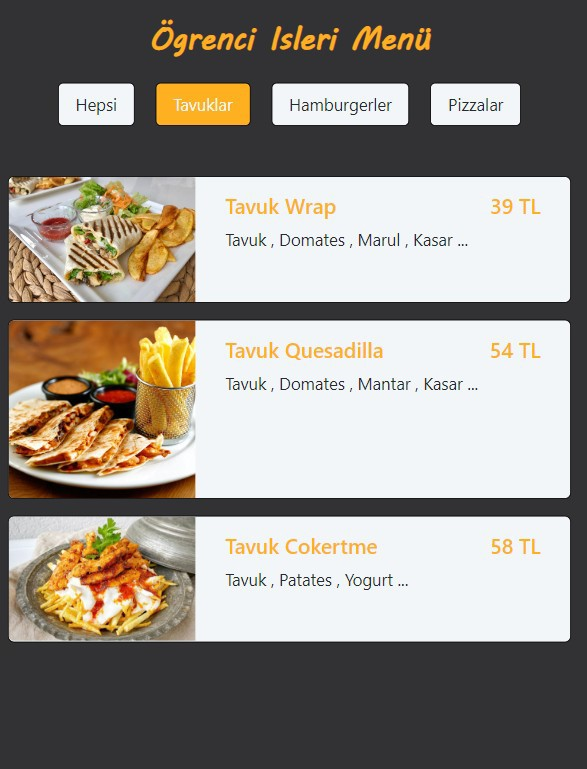 Ögrenci Isleri Menü
Hepsi Tavuklar Hamburgerler Pizzalar
Tavuk Wrap 39 TL
Tavuk , Domates , Marul , Kasar ...
Tavuk Quesadilla 54 TL
Tavuk , Domates , Mantar , Kasar ...
Tavuk Cokertme 58 TL
Tavuk , Patates , Yogurt ...